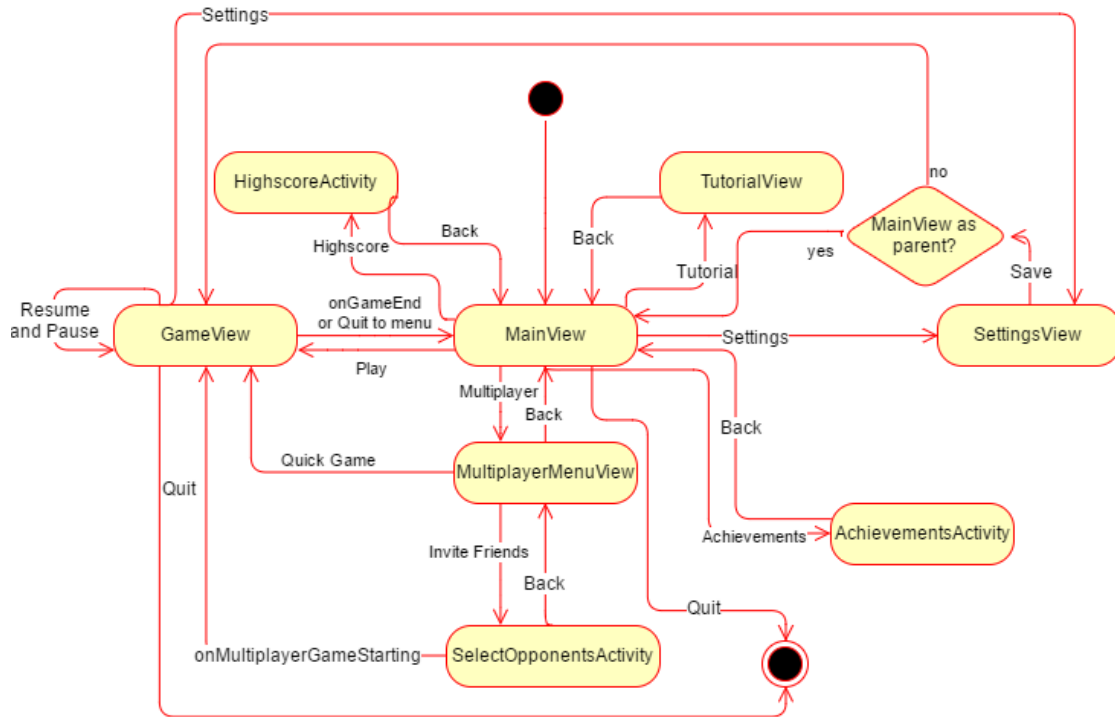 Settings
no
HighscoreActivity
TutorialView
MainView as
parent?
Back
Highscore
Back
yes
Tutorial
Save
Resume
and Pause
GameView
onGameEnd
or Quit to menu
MainView
Settings
SettingsView
Play
Multiplayer
Back
Back
Quick Game
MultiplayerMenuView
Quit
Achievements
AchievementsActivity
Invite Friends
Back
Quit
onMultiplayerGameStarting
SelectOpponentsActivity